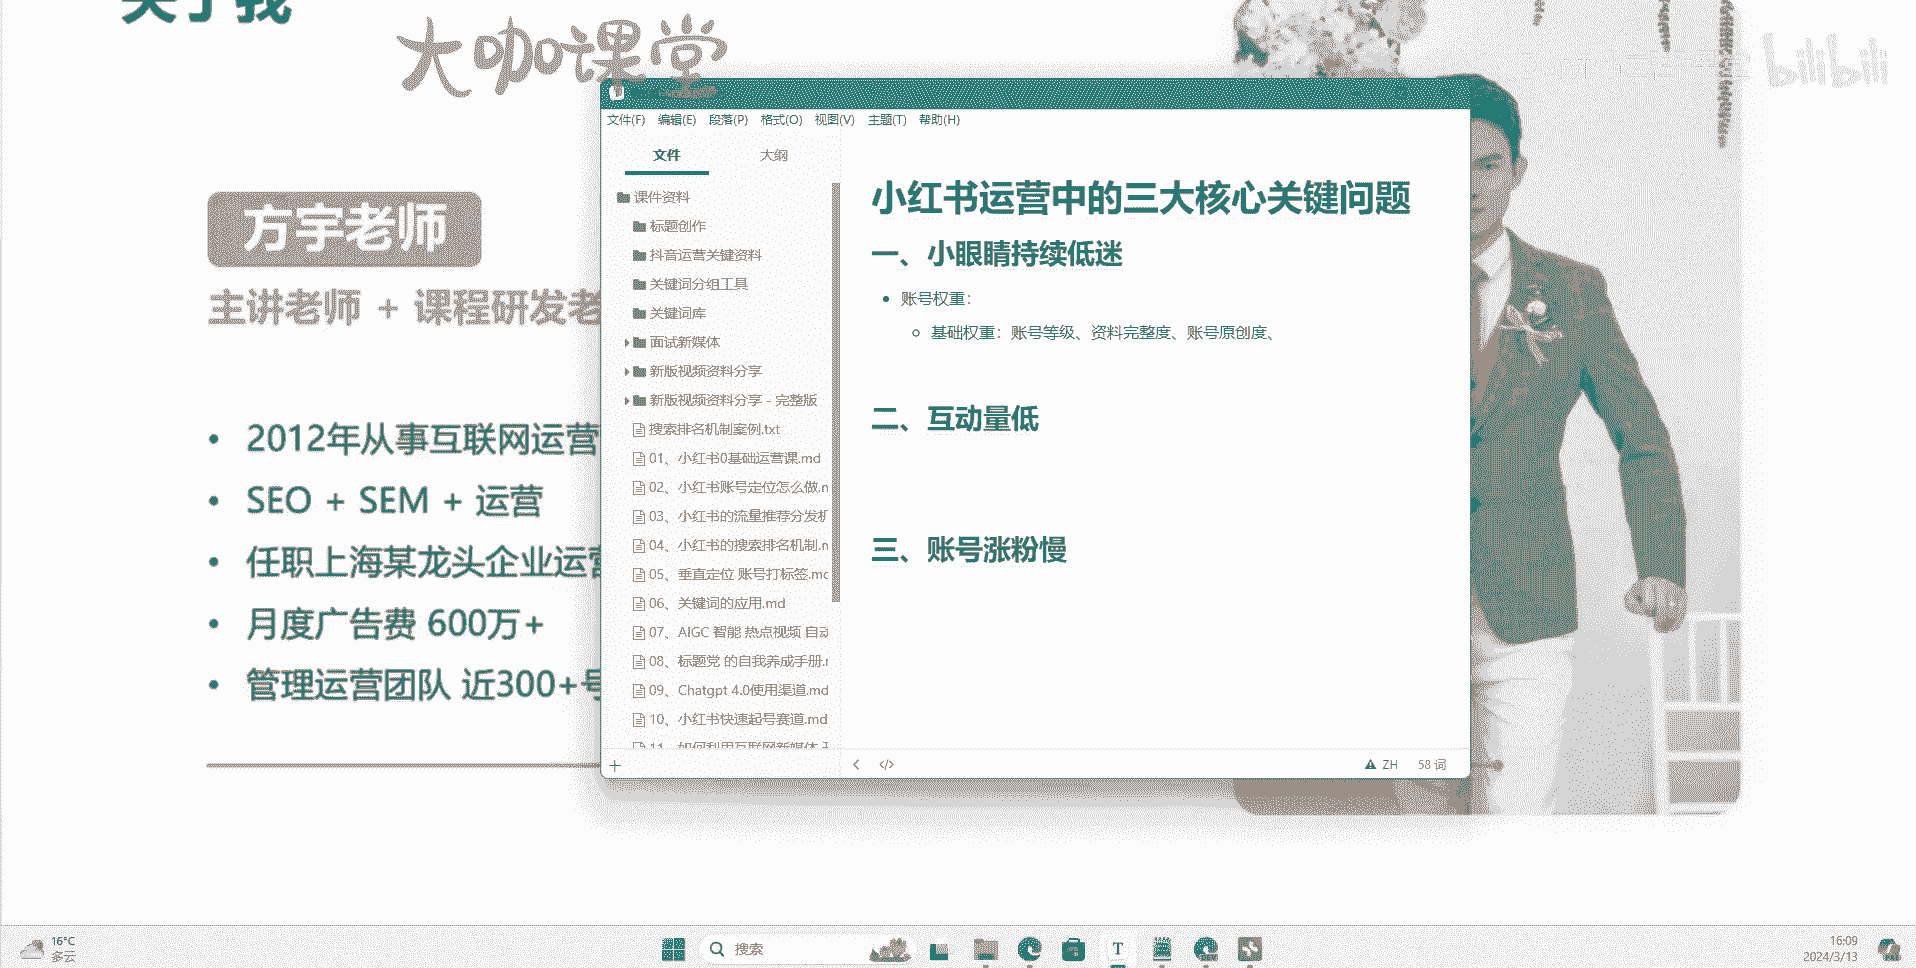 关于我
大咖课堂
bilibili
方宇老师
主讲老师 + 课程研发老
2012年从事互联网运营
SEO + SEM + 运营
任职上海某龙头企业运营
月度广告费 600万+
管理运营团队 近300+号
文件(F) 编辑(E) 段落(P) 格式(O) 视图(V) 主题(T) 帮助(H)
文件 大纲
课件资料
标题创作
抖音运营关键资料
关键词分组工具
关键词库
面试新媒体
新版视频资料分享
新版视频资料分享 - 完整版
搜索排名机制案例.txt
01、小红书0基础运营课.md
02、小红书账号定位怎么做.n
03、小红书的流量推荐分发机
04、小红书的搜索排名机制.n
05、垂直定位 账号打标签.mc
06、关键词的应用.md
07、AIGC 智能 热点视频 自动
08、标题党 的自我养成手册.r
09、Chatgpt 4.0使用渠道.md
10、小红书快速起号赛道.md
11、如何利用互联网新媒体
小红书运营中的三大核心关键问题
一、小眼睛持续低迷
账号权重：
基础权重：账号等级、资料完整度、账号原创度、
二、互动量低
三、账号涨粉慢
ZH 58 词
16°C
多云
搜索
16:09
2024/3/13